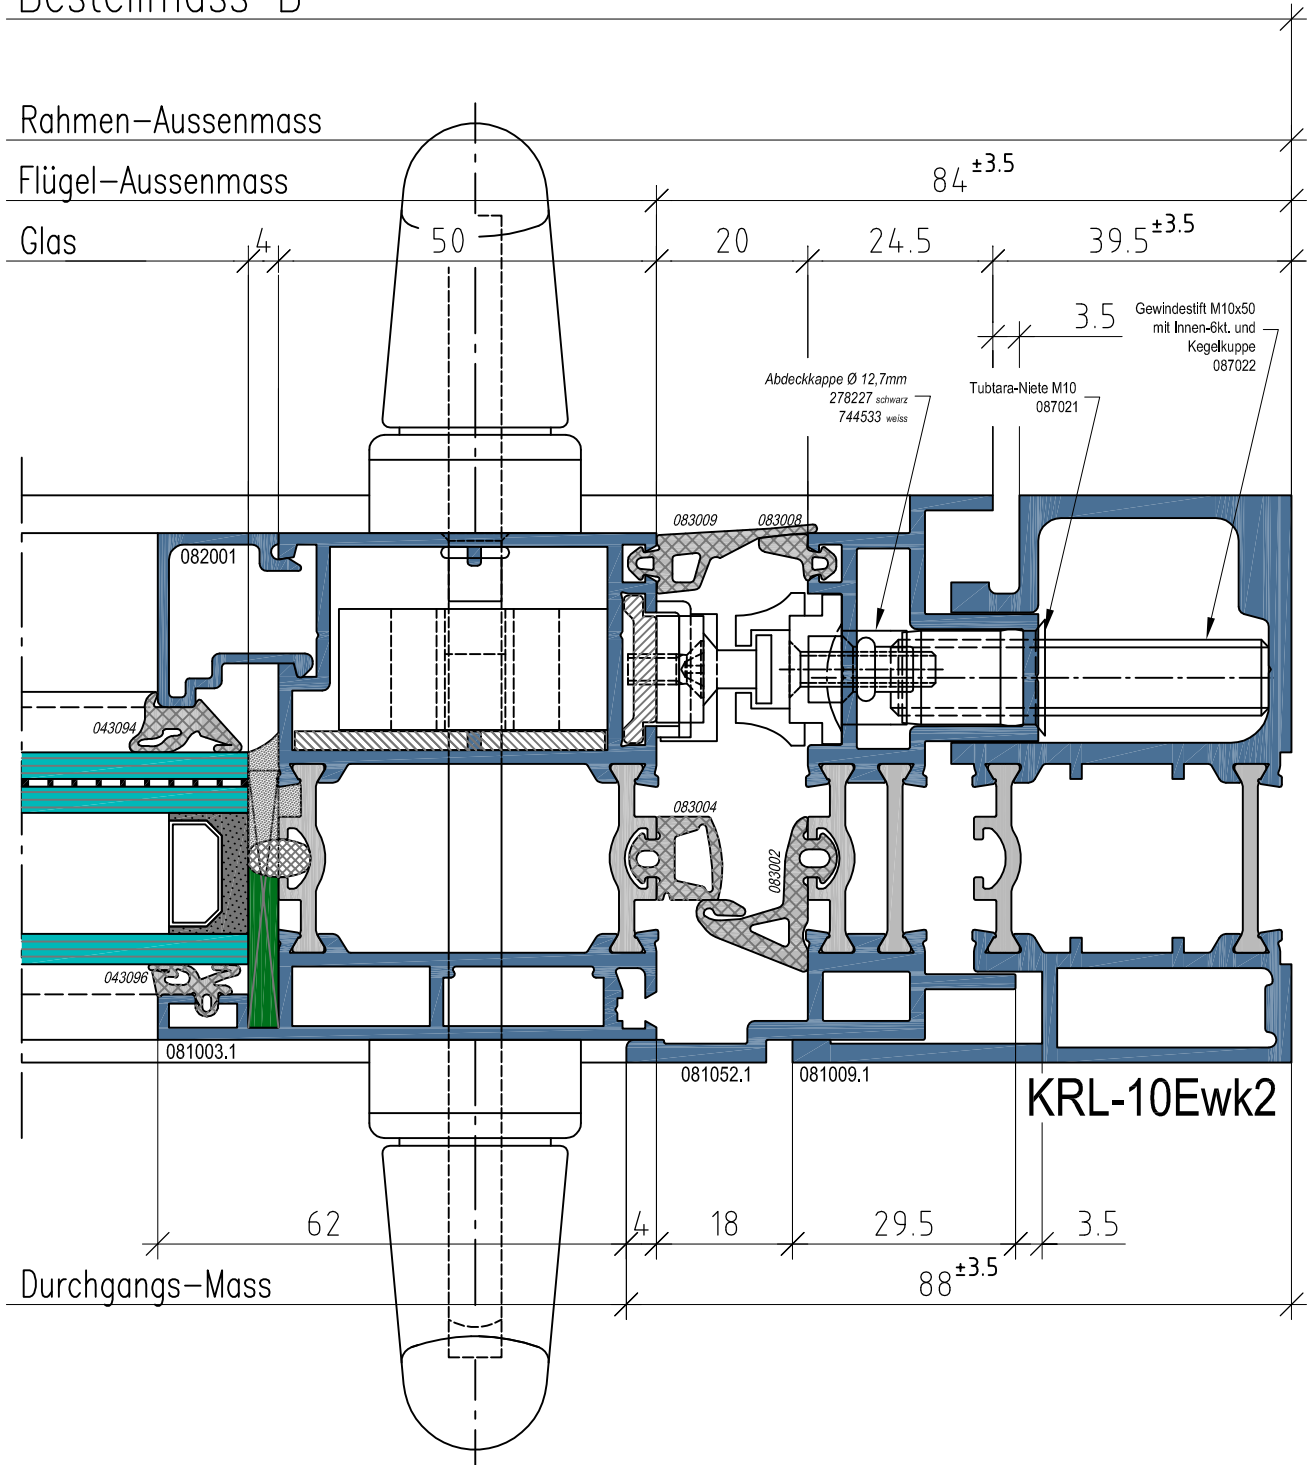 Bestellmass B
Rahmen-Aussenmass
Flügel-Aussenmass
84 ±3.5
Glas
4
50
20
24.5
39.5 ±3.5
3.5
Gewindestift M10x50
mit Innen-6kt. und
Kegelkuppe
087022
Abdeckkappe Ø 12,7mm
278227 schwarz
744533 weiss
Tubtara-Niete M10
087021
083009
083008
082001
043094
083004
083002
043096
081003.1
081052.1
081009.1
KRL-10Ewk2
62
4
18
29.5
3.5
Durchgangs-Mass
88 ±3.5